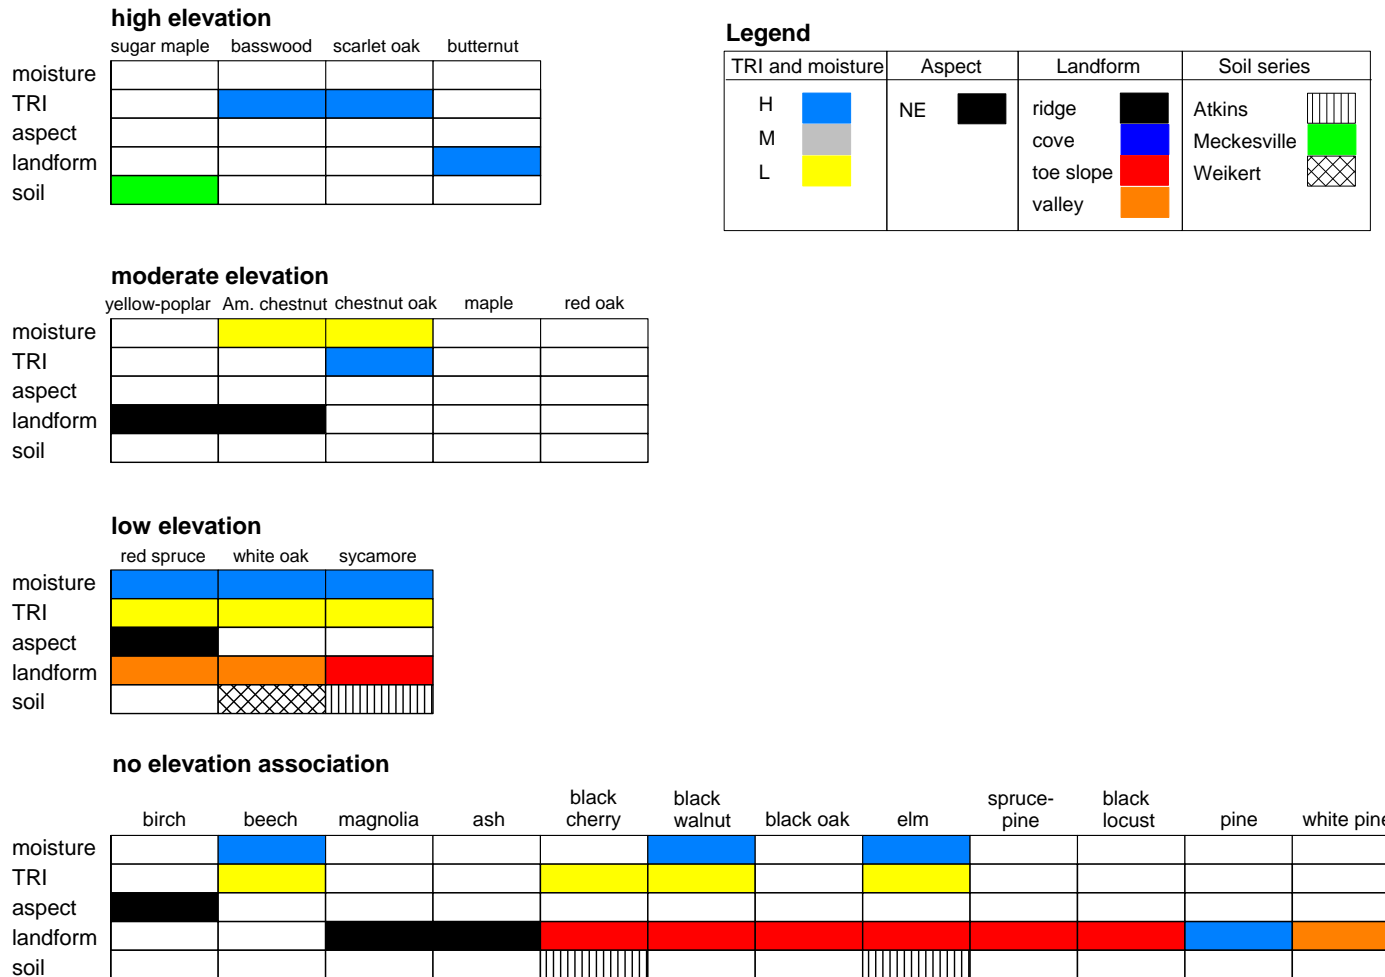 high elevation
sugar maple basswood scarlet oak butternut
moisture
TRI
aspect
landform
soil
Legend
TRI and moisture Aspect Landform Soil series
H NE ridge Atkins
M cove Meckesville
L toe slope Weikert
valley
moderate elevation
yellow-poplar Am. chestnut chestnut oak maple red oak
moisture
TRI
aspect
landform
soil
low elevation
red spruce white oak sycamore
moisture
TRI
aspect
landform
soil
no elevation association
birch beech magnolia ash black cherry black walnut black oak elm spruce-pine black locust pine white pine
moisture
TRI
aspect
landform
soil